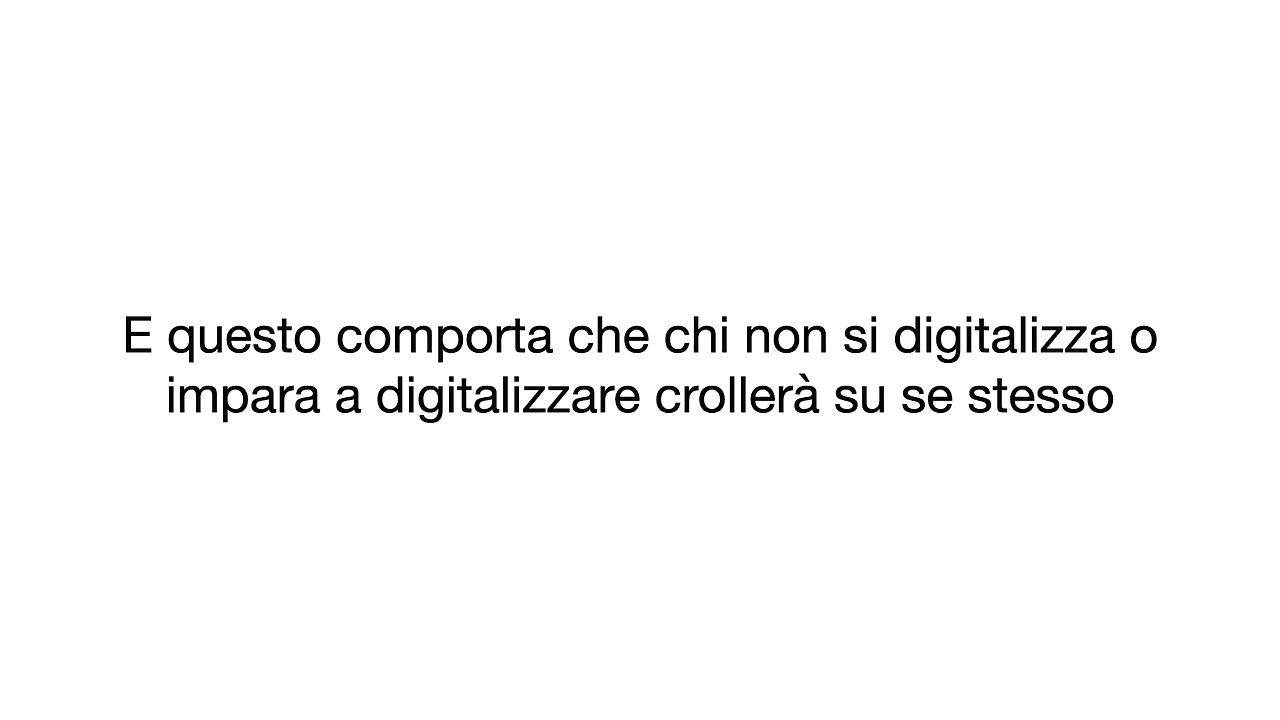 E questo comporta che chi non si digitalizza o
impara a digitalizzare crollerà su se stesso